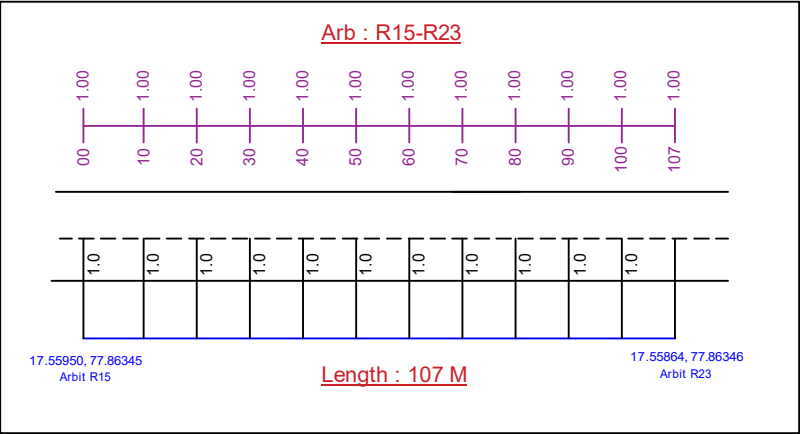 Arb : R15-R23
1.00 1.00 1.00 1.00 1.00 1.00 1.00 1.00 1.00 1.00 1.00 1.00
00 10 20 30 40 50 60 70 80 90 100 107
1.0 1.0 1.0 1.0 1.0 1.0 1.0 1.0 1.0 1.0 1.0
17.55950, 77.86345
Arbit R15
Length : 107 M
17.55864, 77.86346
Arbit R23